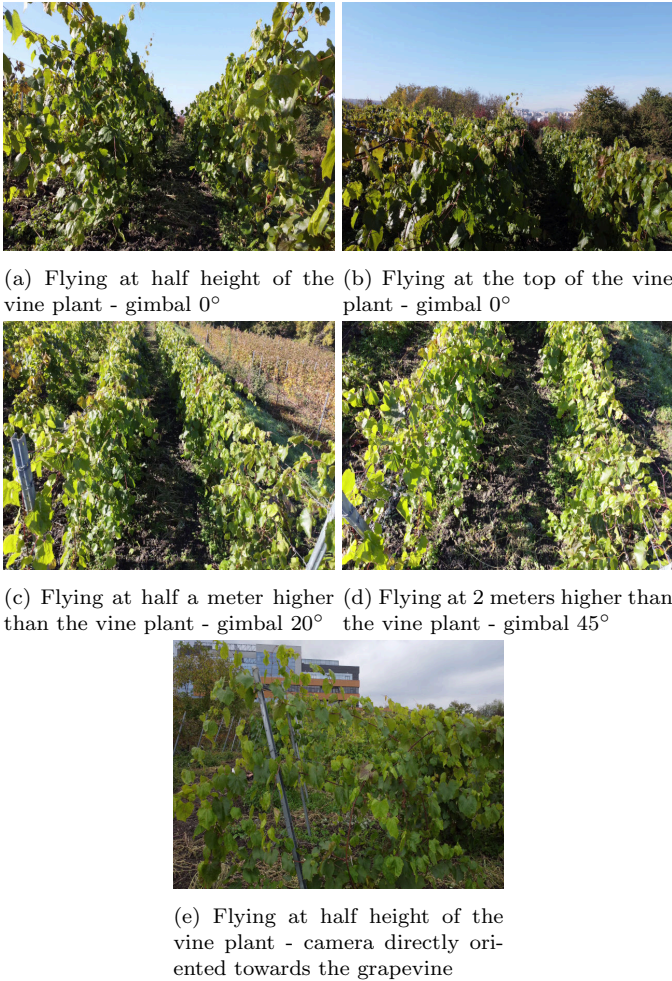 (a) Flying at half height of the
vine plant - gimbal 0°
(b) Flying at the top of the vine
plant - gimbal 0°
(c) Flying at half a meter higher
than the vine plant - gimbal 20°
(d) Flying at 2 meters higher than
the vine plant - gimbal 45°
(e) Flying at half height of the
vine plant - camera directly ori-
ented towards the grapevine